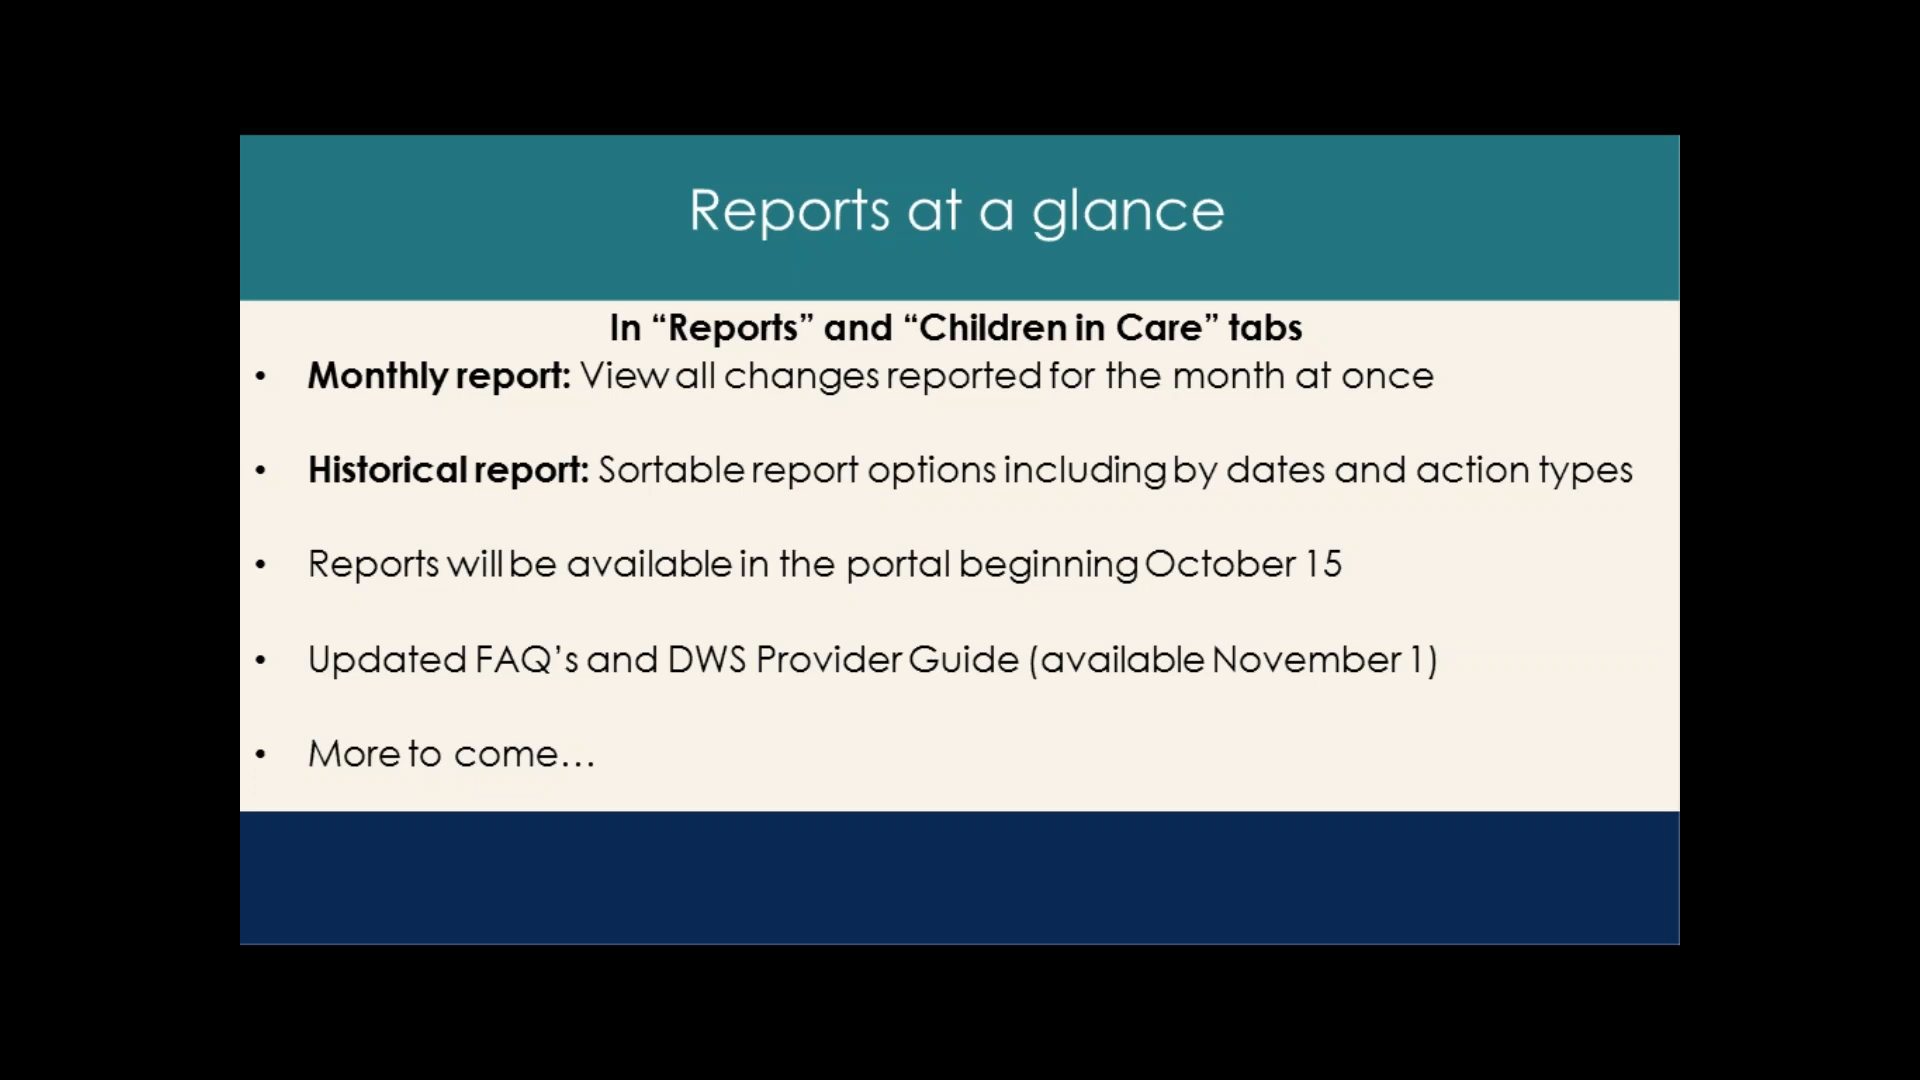 Reports at a glance
In “Reports” and “Children in Care” tabs
• Monthly report: View all changes reported for the month at once
• Historical report: Sortable report options including by dates and action types
• Reports will be available in the portal beginning October 15
• Updated FAQ’s and DWS Provider Guide (available November 1)
• More to come…